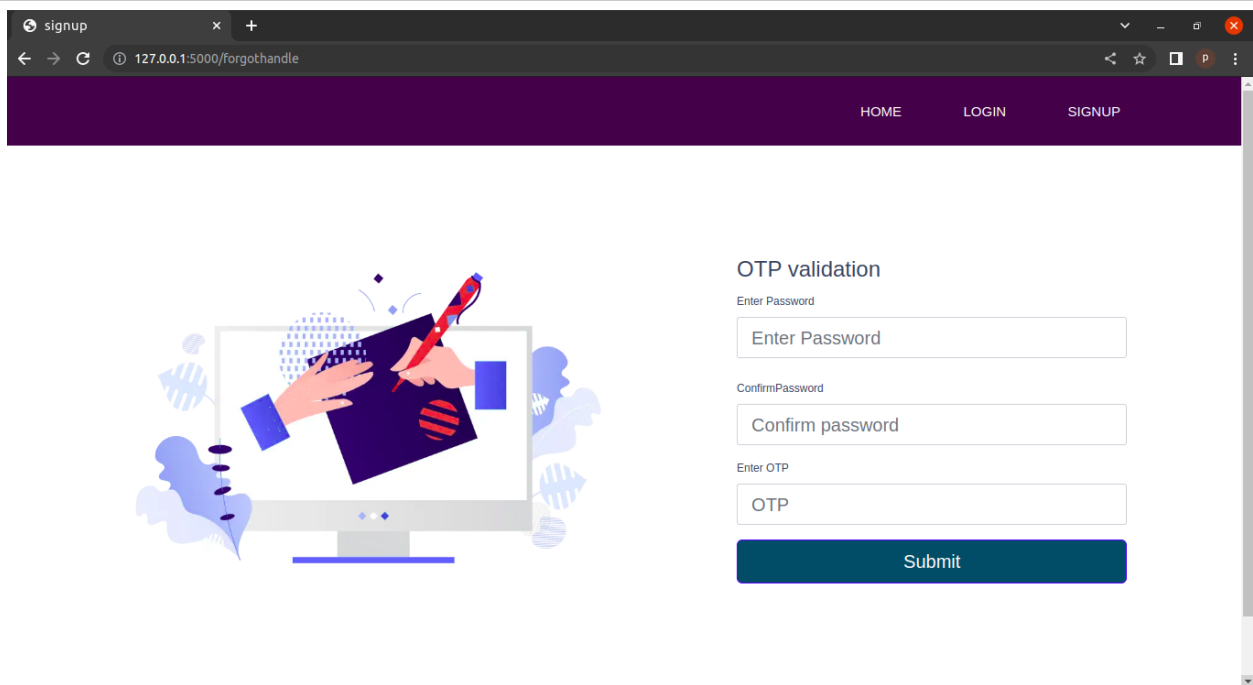 signup
127.0.0.1:5000/forgothandle
P
HOME LOGIN SIGNUP
OTP validation
Enter Password
Enter Password
ConfirmPassword
Confirm password
Enter OTP
OTP
Submit